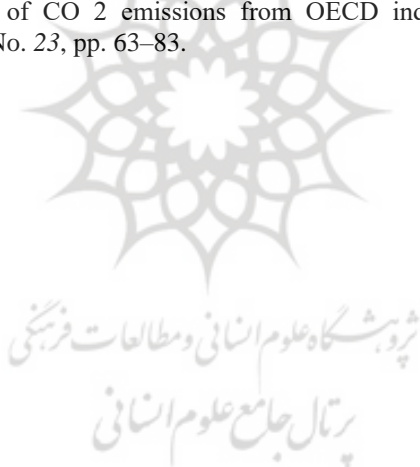 of CO 2 emissions from OECD ind
No. 23, pp. 63–83.
پژوهشگاه علوم انسانی و مطالعات فرهنگی
پرتال جامع علوم انسانی